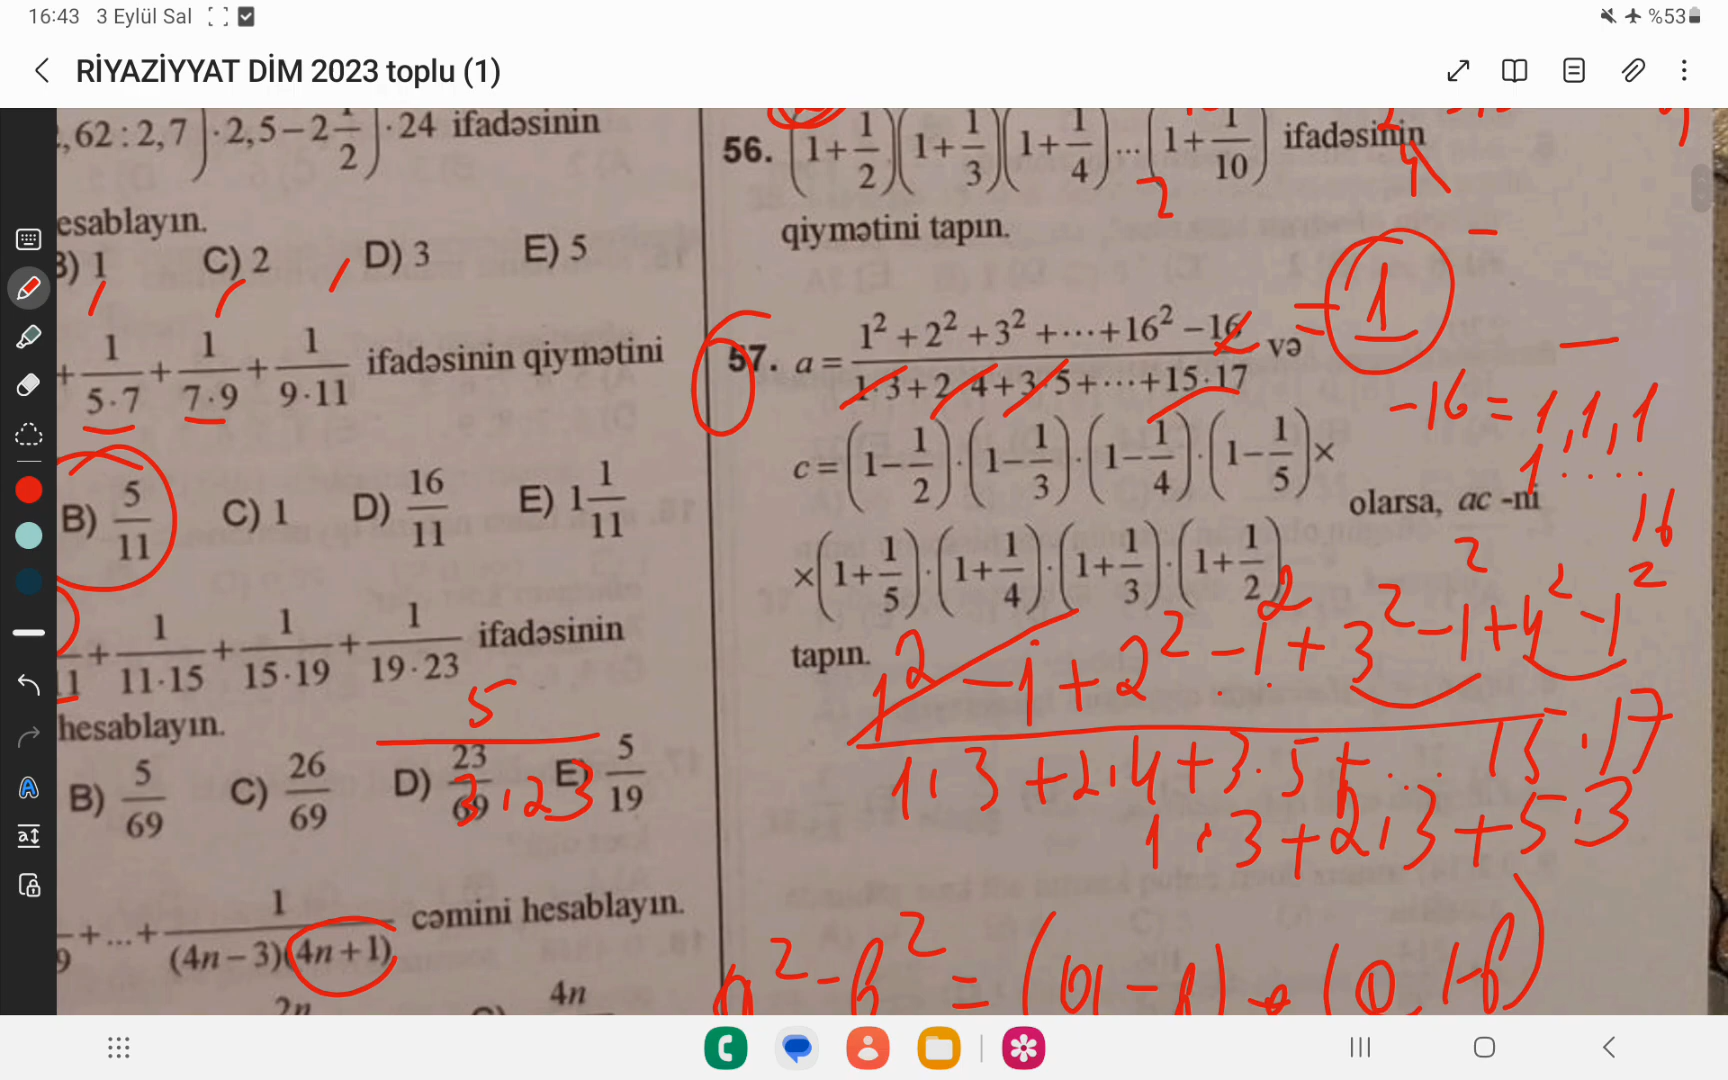 16:43 3 Eylül Sal
%53
RİYAZİYYAT DİM 2023 toplu (1)
,62 : 2,7) · 2,5 − 2 1/2) · 24 ifadəsinin
esablayın.
B) 1 C) 2 D) 3 E) 5
+ 1/(5·7) + 1/(7·9) + 1/(9·11) ifadəsinin qiymətini
B) 5/11 C) 1 D) 16/11 E) 1 1/11
+ 1/(11·15) + 1/(15·19) + 1/(19·23) ifadəsinin
hesablayın.
5
3 · 23
B) 5/69 C) 26/69 D) 23/69 E) 5/19
+...+ 1/((4n−3)(4n+1)) cəmini hesablayın.
2n
4n
56. (1+1/2)(1+1/3)(1+1/4)...(1+1/10) ifadəsinin
2
qiymətini tapın.
57. a = (1² + 2² + 3² + ··· + 16² − 16)/(1·3 + 2·4 + 3·5 + ··· + 15·17) və
= 1
−16 = 1, 1, 1
1 . . . .
16
c = (1−1/2)·(1−1/3)·(1−1/4)·(1−1/5)×
olarsa, ac -ni
×(1+1/5)·(1+1/4)·(1+1/3)·(1+1/2)
tapın.
1² − 1 + 2² − 1 + 3² − 1 + 4² − 1
1·3 + 2·4 + 3·5 + . . . 15·17
1·3 + 2·3 + 5·3
a² − b² = (a − b) · (a + b)